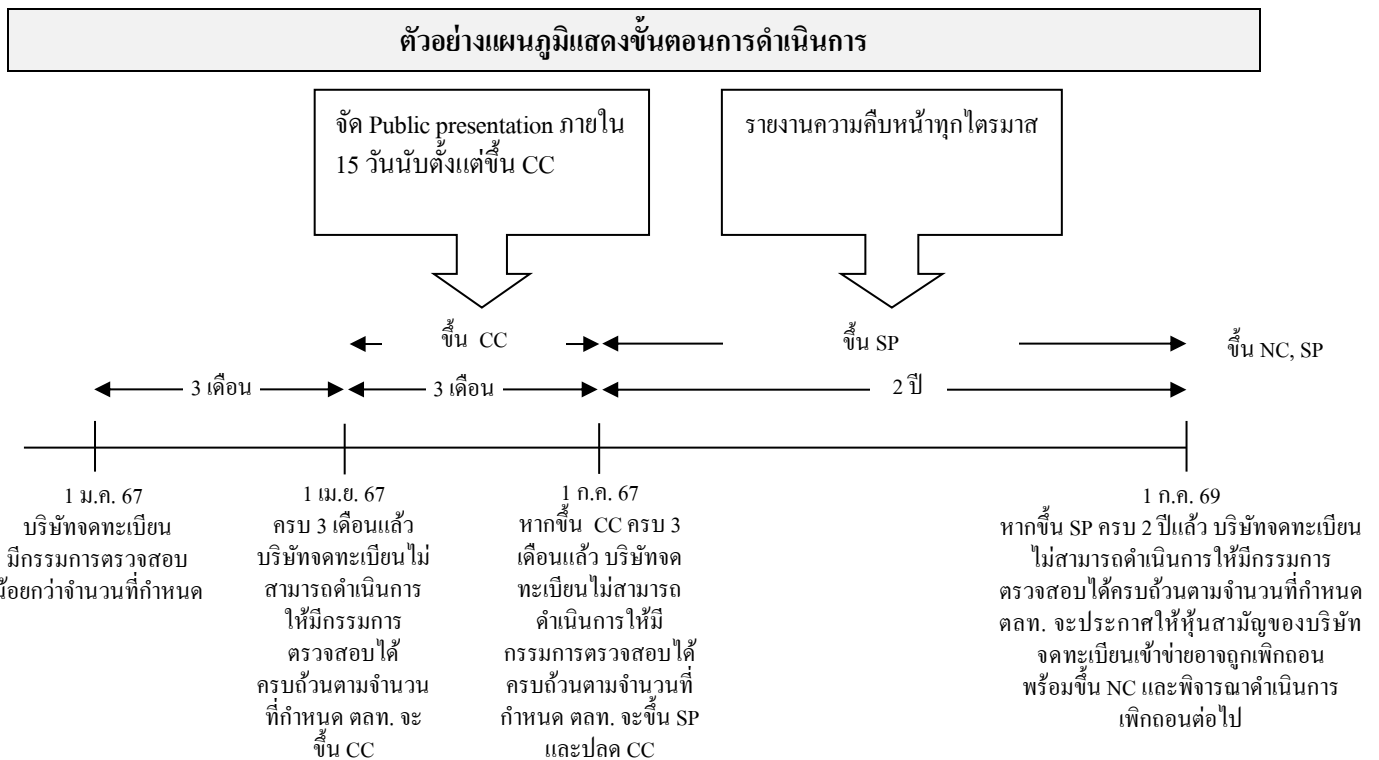 ตัวอย่างแผนภูมิแสดงขั้นตอนการดำเนินการ
จัด Public presentation ภายใน
15 วันนับตั้งแต่ขึ้น CC
รายงานความคืบหน้าทุกไตรมาส
ขึ้น CC
ขึ้น SP
ขึ้น NC, SP
3 เดือน
3 เดือน
2 ปี
1 ม.ค. 67
บริษัทจดทะเบียน
มีกรรมการตรวจสอบ
น้อยกว่าจำนวนที่กำหนด
1 เม.ย. 67
ครบ 3 เดือนแล้ว
บริษัทจดทะเบียนไม่
สามารถดำเนินการ
ให้มีกรรมการ
ตรวจสอบได้
ครบถ้วนตามจำนวน
ที่กำหนด ตลท. จะ
ขึ้น CC
1 ก.ค. 67
หากขึ้น CC ครบ 3
เดือนแล้ว บริษัทจด
ทะเบียนไม่สามารถ
ดำเนินการให้มี
กรรมการตรวจสอบได้
ครบถ้วนตามจำนวนที่
กำหนด ตลท. จะขึ้น SP
และปลด CC
1 ก.ค. 69
หากขึ้น SP ครบ 2 ปีแล้ว บริษัทจดทะเบียน
ไม่สามารถดำเนินการให้มีกรรมการ
ตรวจสอบได้ครบถ้วนตามจำนวนที่กำหนด
ตลท. จะประกาศให้หุ้นสามัญของบริษัท
จดทะเบียนเข้าข่ายอาจถูกเพิกถอน
พร้อมขึ้น NC และพิจารณาดำเนินการ
เพิกถอนต่อไป